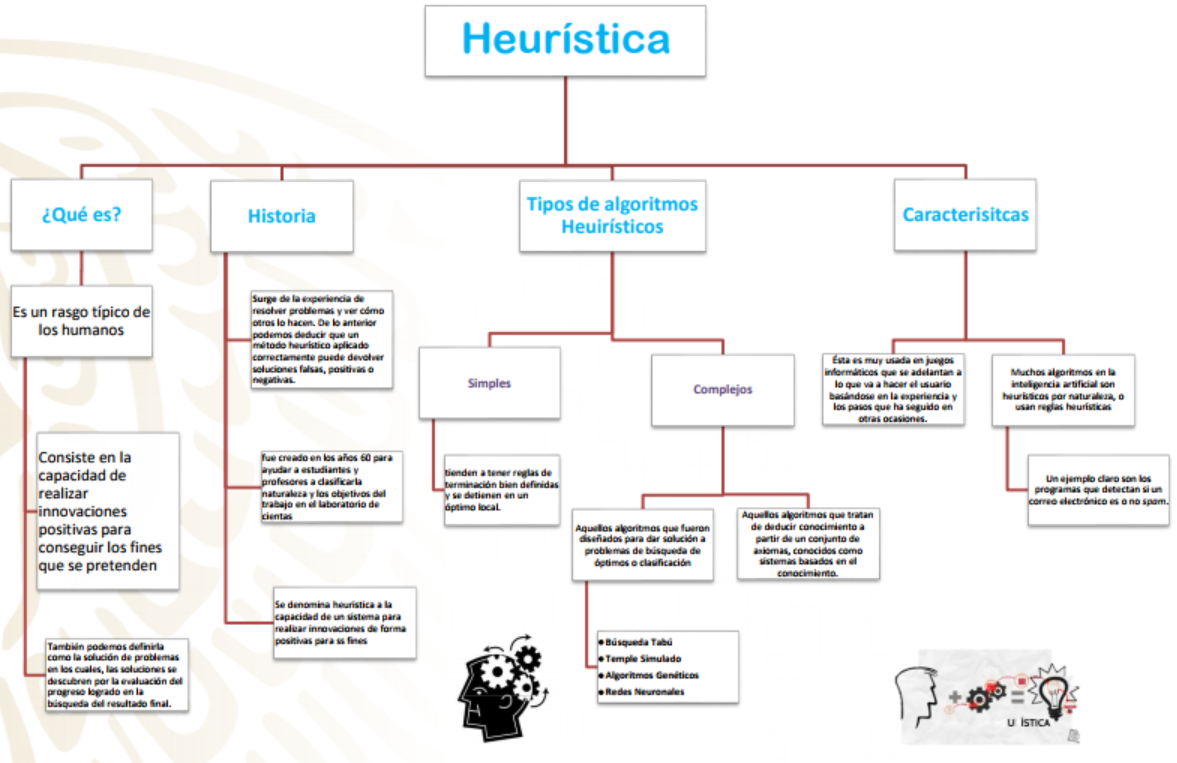 Heurística
¿Qué es?
Es un rasgo típico de
los humanos
Consiste en la
capacidad de
realizar
innovaciones
positivas para
conseguir los fines
que se pretenden
También podemos definirla
como la solución de problemas
en los cuales, las soluciones se
descubren por la evaluación del
progreso logrado en la
búsqueda del resultado final.
Historia
Surge de la experiencia de
resolver problemas y ver cómo
otros lo hacen. De lo anterior
podemos deducir que un
método heurístico aplicado
correctamente puede devolver
soluciones falsas, positivas o
negativas.
fue creado en los años 60 para
ayudar a estudiantes y
profesores a clasificarla
naturaleza y los objetivos del
trabajo en el laboratorio de
cientas
Se denomina heuristica a la
capacidad de un sistema para
realizar innovaciones de forma
positivas para ss fines
Tipos de algoritmos
Heuirísticos
Simples
tienden a tener reglas de
terminación bien definidas
y se detienen en un
óptimo local.
Complejos
Aquellos algoritmos que fueron
diseñados para dar solución a
problemas de búsqueda de
óptimos o clasificación
•Búsqueda Tabú
•Temple Simulado
•Algoritmos Genéticos
•Redes Neuronales
Aquellos algoritmos que tratan
de deducir conocimiento a
partir de un conjunto de
axiomas, conocidos como
sistemas basados en el
conocimiento.
Caracterisitcas
Ésta es muy usada en juegos
informáticos que se adelantan a
lo que va a hacer el usuario
basándose en la experiencia y
los pasos que ha seguido en
otras ocasiones.
Muchos algoritmos en la
inteligencia artificial son
heurísticos por naturaleza, o
usan reglas heurísticas
Un ejemplo claro son los
programas que detectan si un
correo electrónico es o no spam.
U ÍSTICA